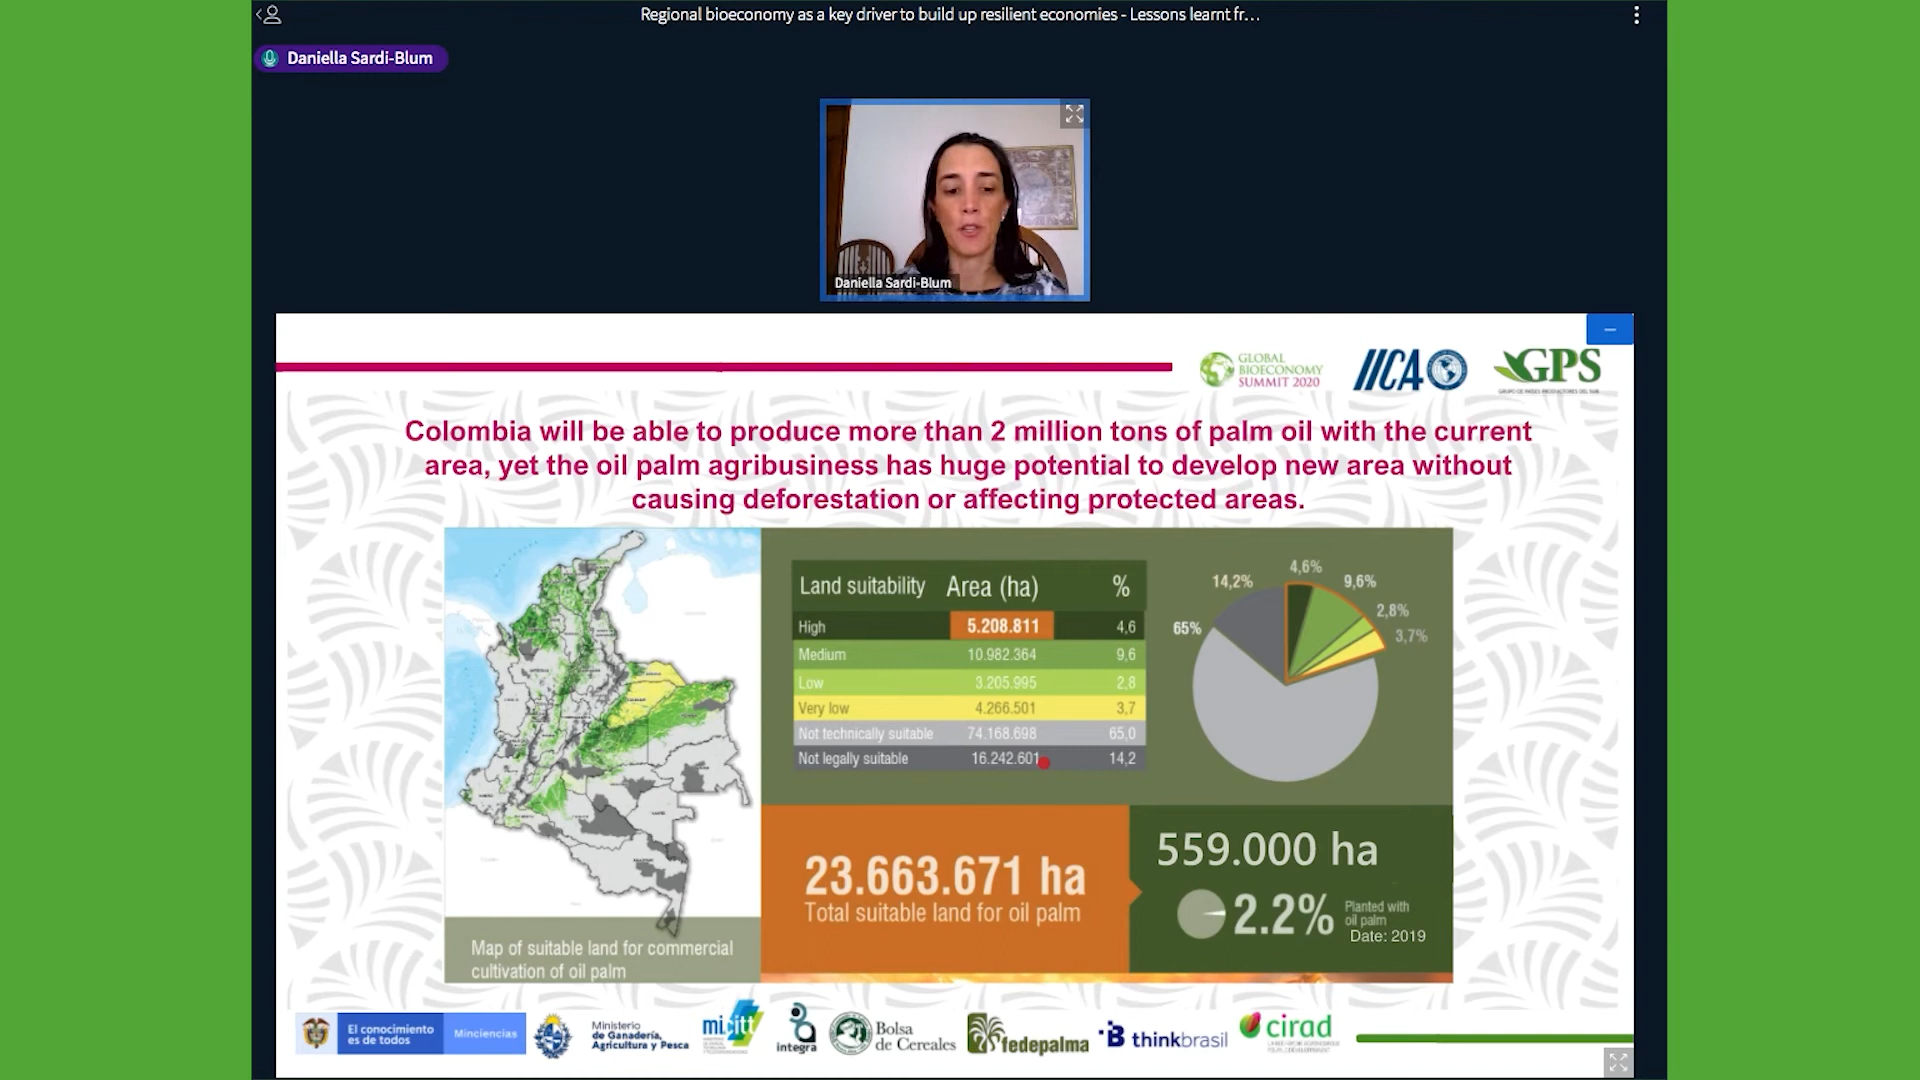 Regional bioeconomy as a key driver to build up resilient economies - Lessons learnt fr...
Daniella Sardi-Blum
Daniella Sardi-Blum
GLOBAL
BIOECONOMY
SUMMIT 2020
IICA
GPS
GRUPO DE PAISES PRODUCTORES DEL SUR
Colombia will be able to produce more than 2 million tons of palm oil with the current
area, yet the oil palm agribusiness has huge potential to develop new area without
causing deforestation or affecting protected areas.
Land suitability Area (ha) %
High 5.208.811 4,6
Medium 10.982.364 9,6
Low 3.205.995 2,8
Very low 4.266.501 3,7
Not technically suitable 74.168.698 65,0
Not legally suitable 16.242.601 14,2
4,6%
14,2%
9,6%
2,8%
65%
3,7%
Map of suitable land for commercial
cultivation of oil palm
23.663.671 ha
Total suitable land for oil palm
559.000 ha
2.2%
Planted with
oil palm
Date: 2019
El conocimiento
es de todos
Minciencias
Ministerio
de Ganadería,
Agricultura y Pesca
micitt
integra
Bolsa
de Cereales
fedepalma
thinkbrasil
cirad